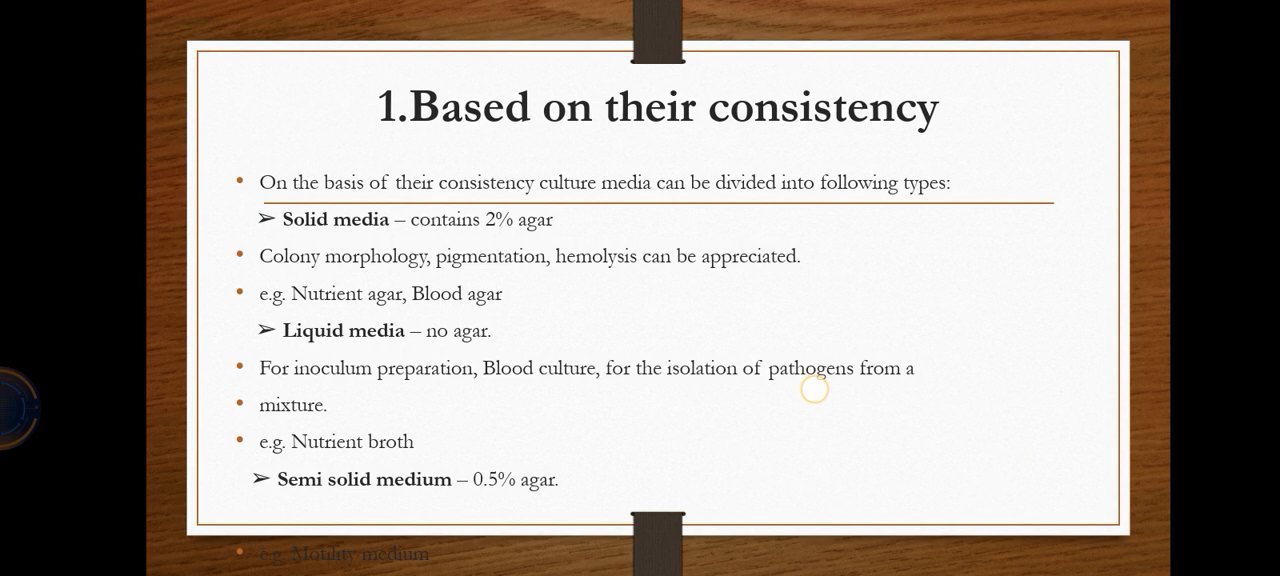 1.Based on their consistency
• On the basis of their consistency culture media can be divided into following types:
➢ Solid media – contains 2% agar
• Colony morphology, pigmentation, hemolysis can be appreciated.
• e.g. Nutrient agar, Blood agar
➢ Liquid media – no agar.
• For inoculum preparation, Blood culture, for the isolation of pathogens from a
• mixture.
• e.g. Nutrient broth
➢ Semi solid medium – 0.5% agar.
• e.g. Motility medium